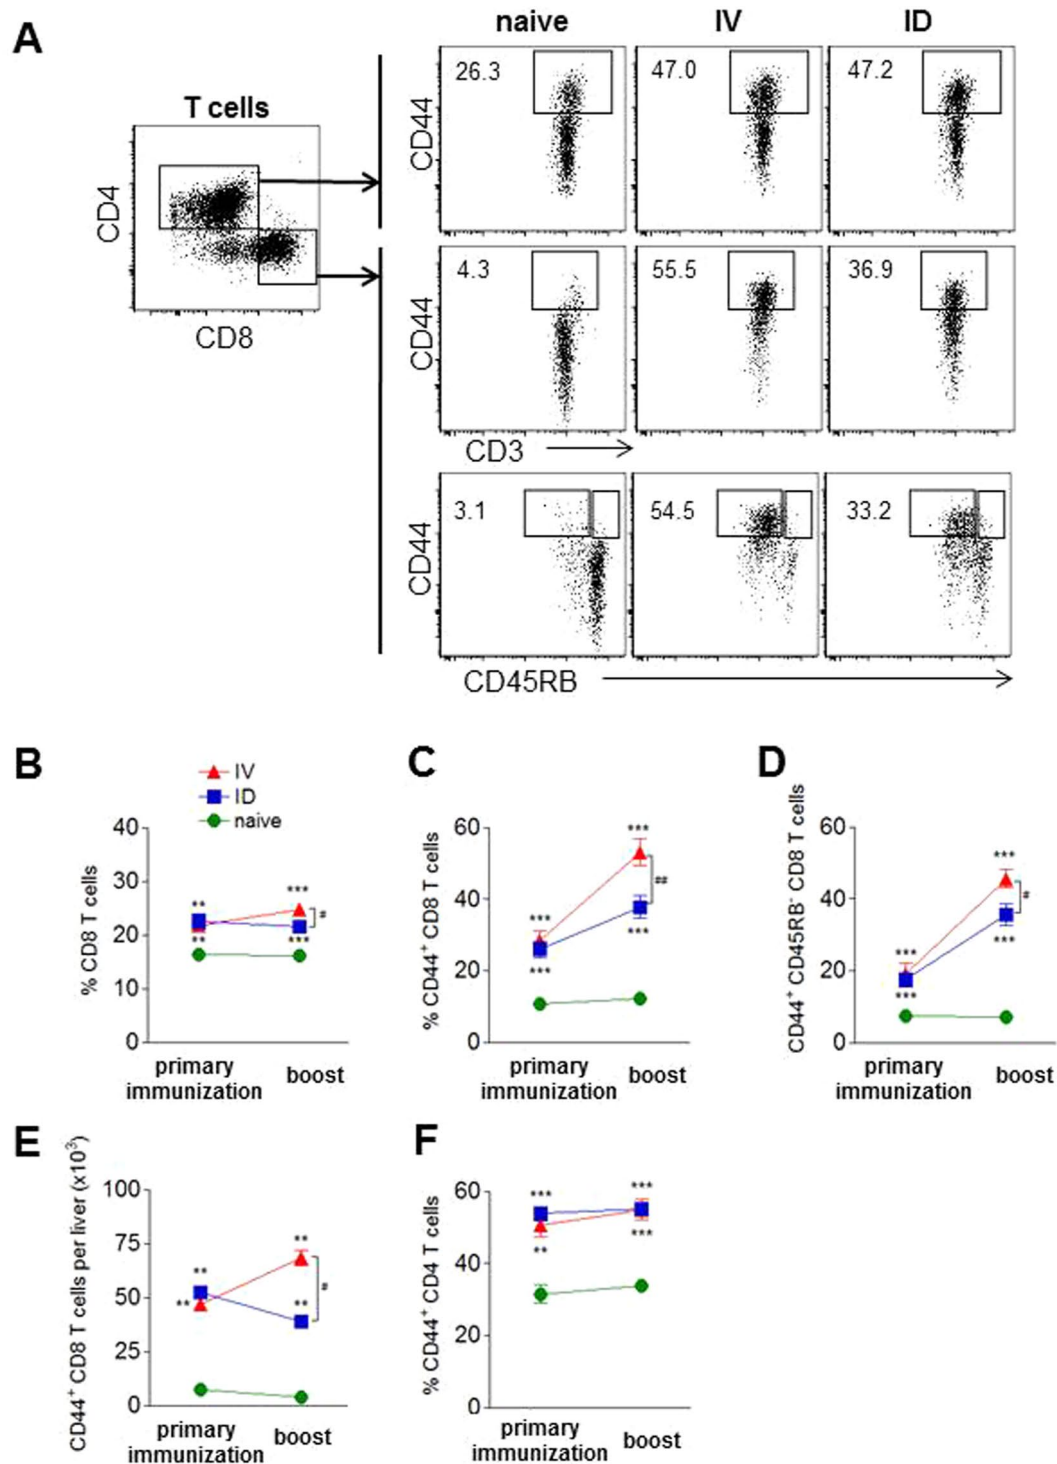 A
naive
IV
ID
T cells
CD4
CD8
CD44
26.3
47.0
47.2
CD44
4.3
55.5
36.9
CD3
CD44
3.1
54.5
33.2
CD45RB
B
IV
ID
naive
% CD8 T cells
40
30
20
10
0
**
**
***
***
#
primary
immunization
boost
C
% CD44⁺ CD8 T cells
60
40
20
0
***
***
***
***
##
primary
immunization
boost
D
CD44⁺ CD45RB⁻ CD8 T cells
60
40
20
0
***
***
***
***
#
primary
immunization
boost
E
CD44⁺ CD8 T cells per liver (x10³)
100
75
50
25
0
**
**
**
**
#
primary
immunization
boost
F
% CD44⁺ CD4 T cells
60
40
20
0
***
**
***
***
primary
immunization
boost